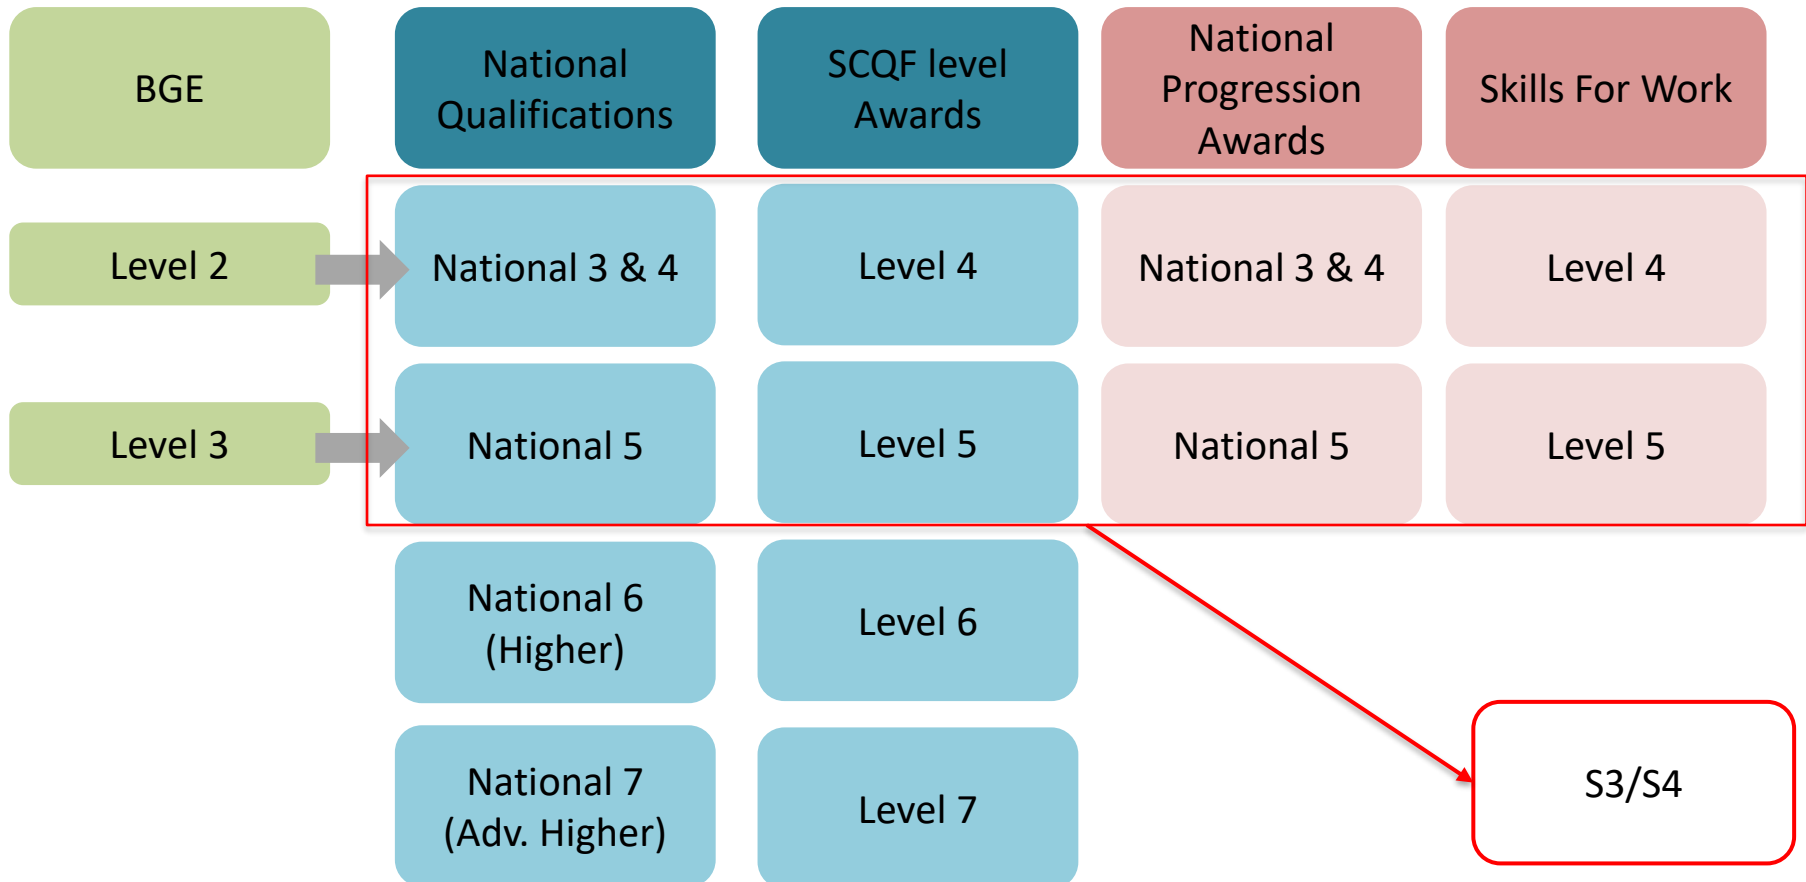 BGE
National
Qualifications
SCQF level
Awards
National
Progression
Awards
Skills For Work
Level 2
National 3 & 4
Level 4
National 3 & 4
Level 4
Level 3
National 5
Level 5
National 5
Level 5
National 6
(Higher)
Level 6
National 7
(Adv. Higher)
Level 7
S3/S4